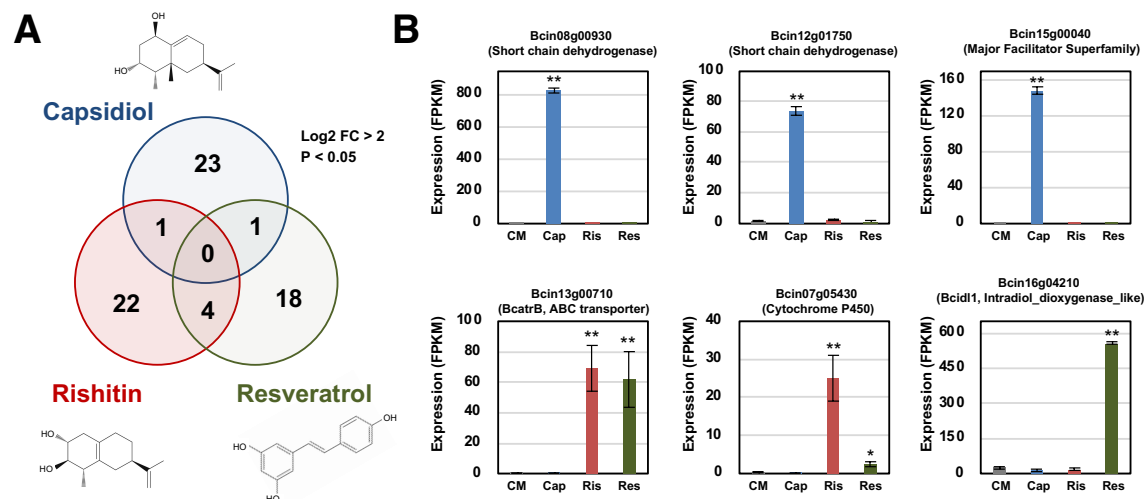 A
HO
HO
Capsidiol
Log2 FC > 2
P < 0.05
23
1
1
0
22
4
18
Rishitin
Resveratrol
HO
HO
OH
HO
HO
B
Bcin08g00930
(Short chain dehydrogenase)
Expression (FPKM)
800
600
400
200
0
**
CM Cap Ris Res
Bcin12g01750
(Short chain dehydrogenase)
Expression (FPKM)
100
80
60
40
20
0
**
CM Cap Ris Res
Bcin15g00040
(Major Facilitator Superfamily)
Expression (FPKM)
160
120
80
40
0
**
CM Cap Ris Res
Bcin13g00710
(BcatrB, ABC transporter)
Expression (FPKM)
100
80
60
40
20
0
** **
CM Cap Ris Res
Bcin07g05430
(Cytochrome P450)
Expression (FPKM)
40
30
20
10
0
**
*
CM Cap Ris Res
Bcin16g04210
(Bcidl1, Intradiol_dioxygenase_like)
Expression (FPKM)
600
450
300
150
0
**
CM Cap Ris Res